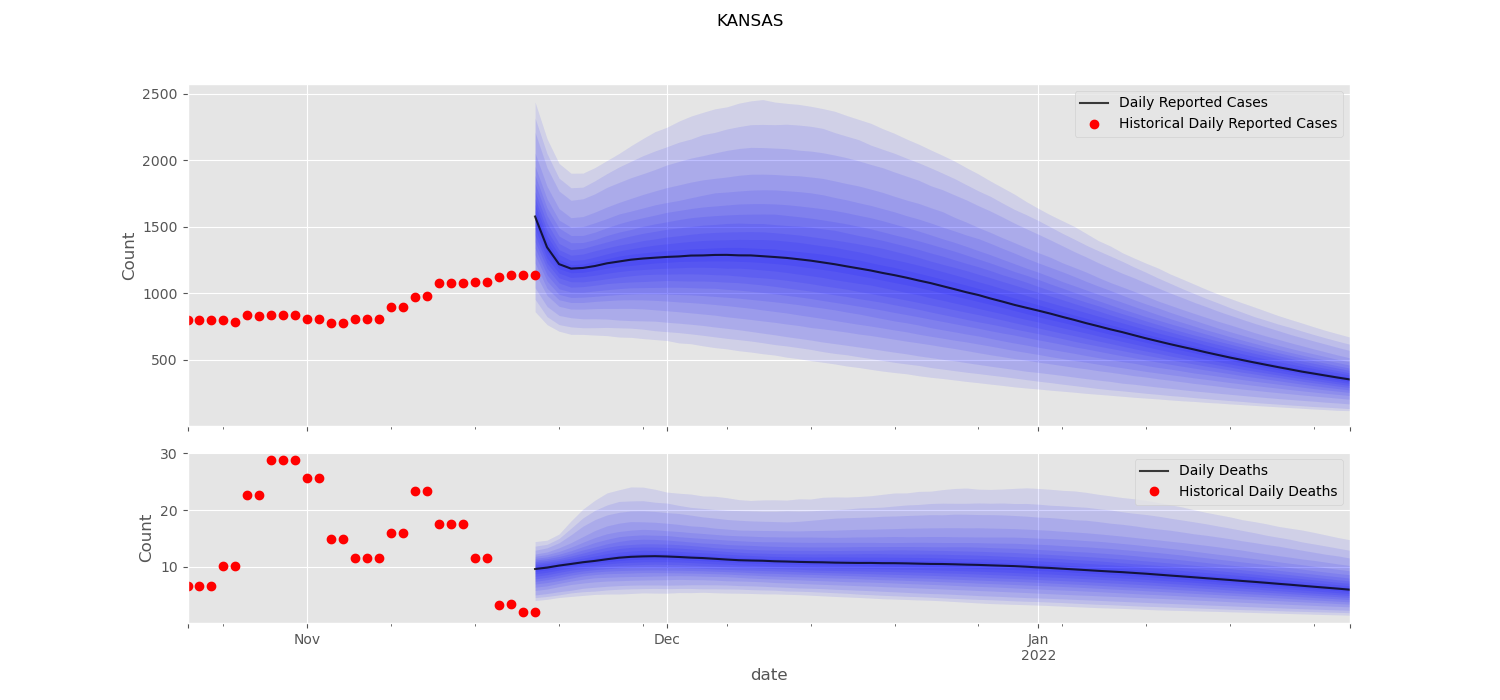 KANSAS
2500
2000
1500
1000
500
Count
Daily Reported Cases
Historical Daily Reported Cases
30
20
10
Count
Daily Deaths
Historical Daily Deaths
Nov
Dec
Jan
2022
date